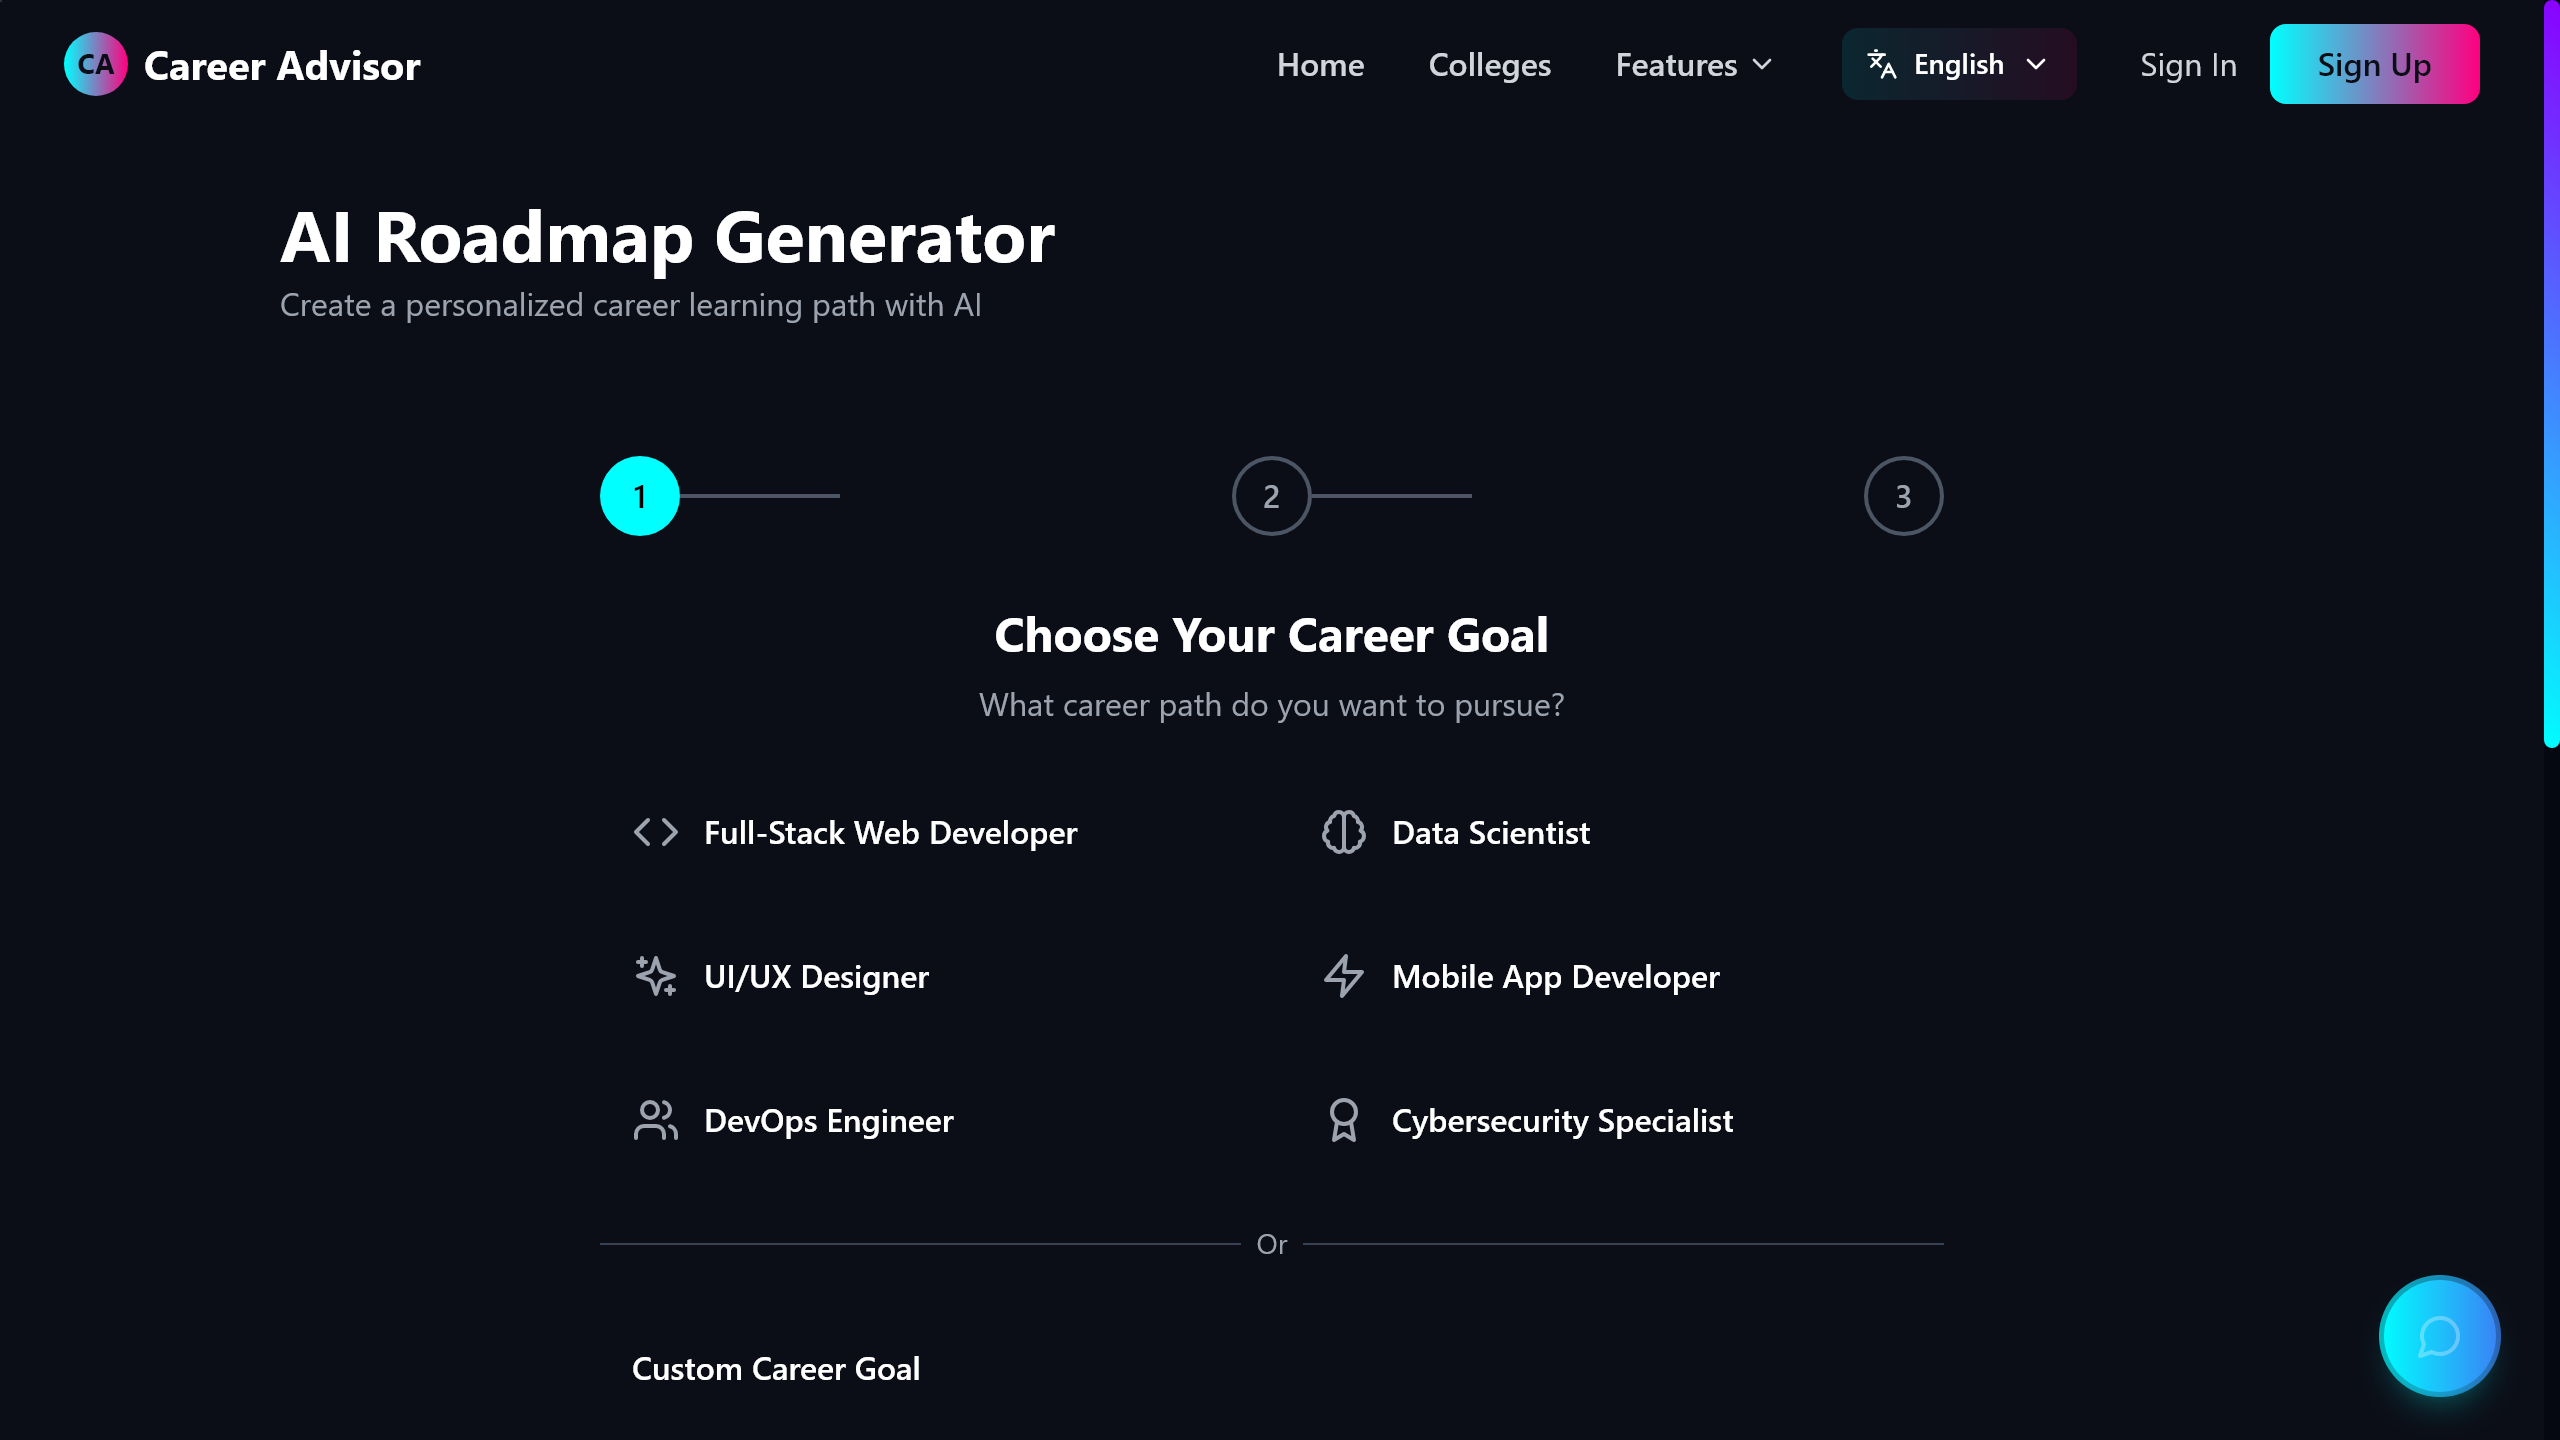 CA Career Advisor Home Colleges Features English Sign In Sign Up
AI Roadmap Generator
Create a personalized career learning path with AI
1 2 3
Choose Your Career Goal
What career path do you want to pursue?
Full-Stack Web Developer Data Scientist
UI/UX Designer Mobile App Developer
DevOps Engineer Cybersecurity Specialist
Or
Custom Career Goal